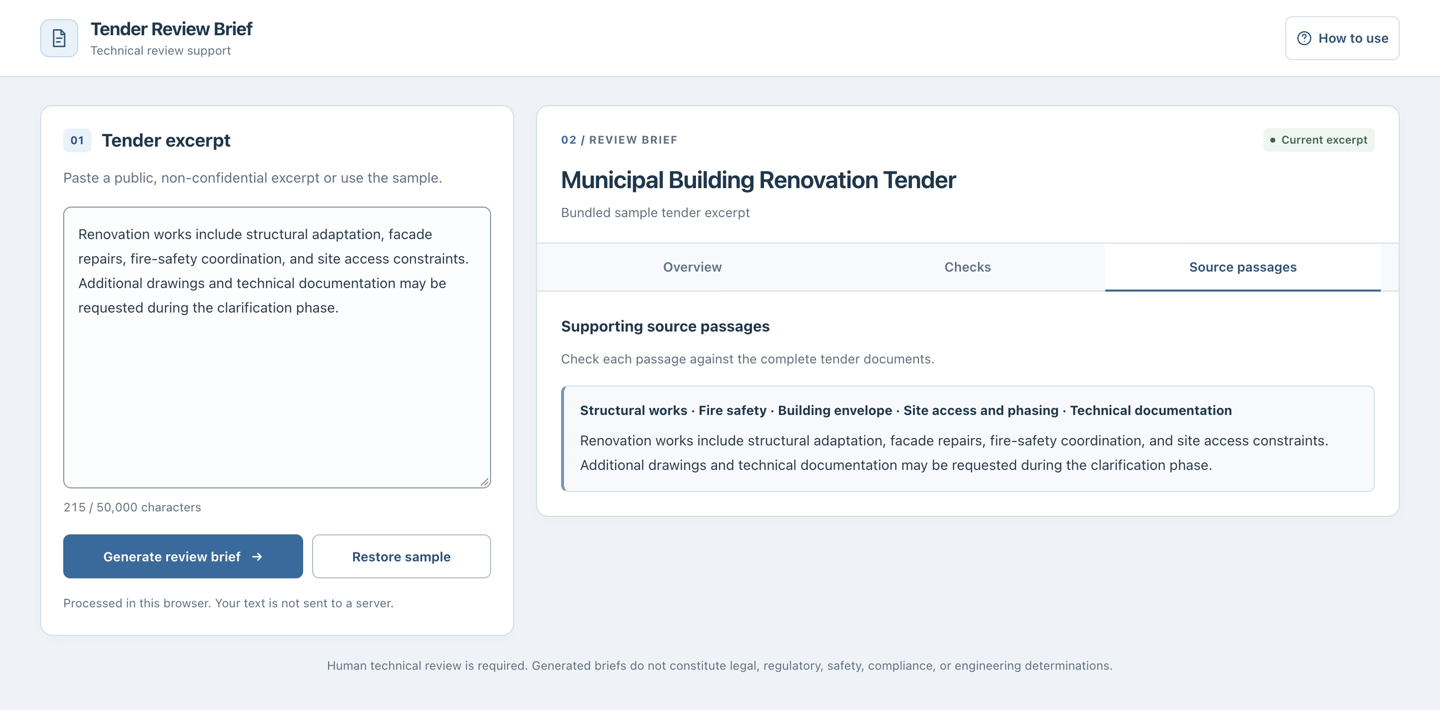 Tender Review Brief
Technical review support
How to use
01 Tender excerpt
Paste a public, non-confidential excerpt or use the sample.
Renovation works include structural adaptation, facade
repairs, fire-safety coordination, and site access constraints.
Additional drawings and technical documentation may be
requested during the clarification phase.
215 / 50,000 characters
Generate review brief →
Restore sample
Processed in this browser. Your text is not sent to a server.
02 / REVIEW BRIEF
Current excerpt
Municipal Building Renovation Tender
Bundled sample tender excerpt
Overview
Checks
Source passages
Supporting source passages
Check each passage against the complete tender documents.
Structural works · Fire safety · Building envelope · Site access and phasing · Technical documentation
Renovation works include structural adaptation, facade repairs, fire-safety coordination, and site access constraints.
Additional drawings and technical documentation may be requested during the clarification phase.
Human technical review is required. Generated briefs do not constitute legal, regulatory, safety, compliance, or engineering determinations.